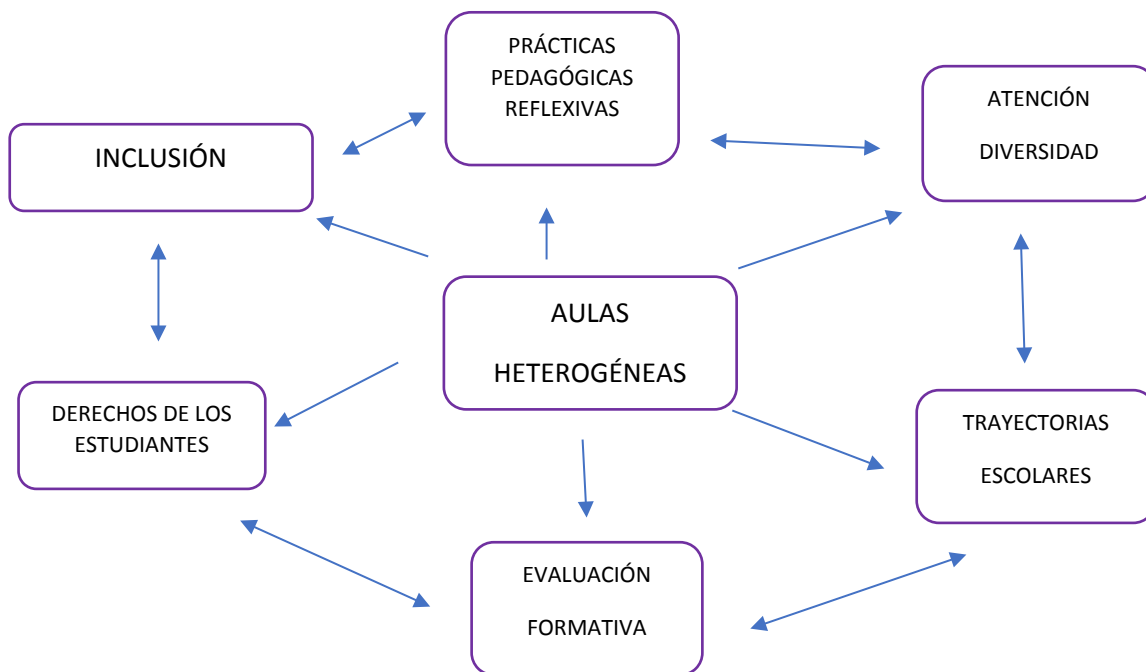 PRÁCTICAS
PEDAGÓGICAS
REFLEXIVAS
ATENCIÓN
DIVERSIDAD
INCLUSIÓN
AULAS
HETEROGÉNEAS
DERECHOS DE LOS
ESTUDIANTES
TRAYECTORIAS
ESCOLARES
EVALUACIÓN
FORMATIVA